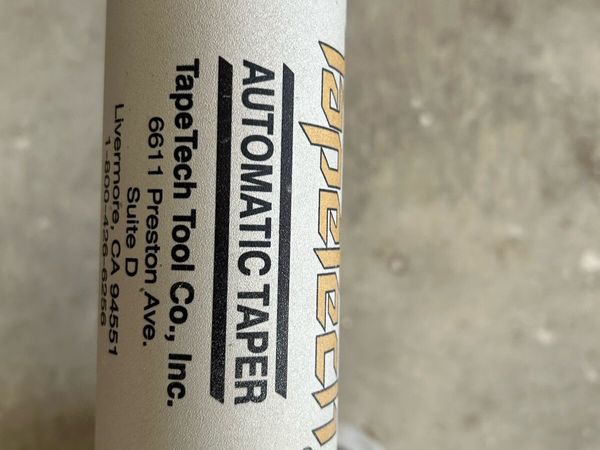 TapeTech
AUTOMATIC TAPER
TapeTech Tool Co., Inc.
6611 Preston Ave.
Suite D
Livermore, CA 94551
1-800-426-6256